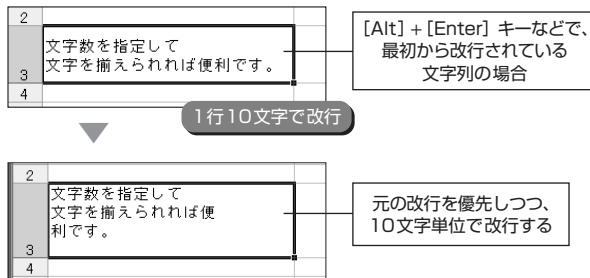 2
文字数を指定して
文字を揃えられれば便利です。
3
4
[Alt]+[Enter] キーなどで、
最初から改行されている
文字列の場合
1行10文字で改行
2
文字数を指定して
文字を揃えられれば便
利です。
3
4
元の改行を優先しつつ、
10文字単位で改行する